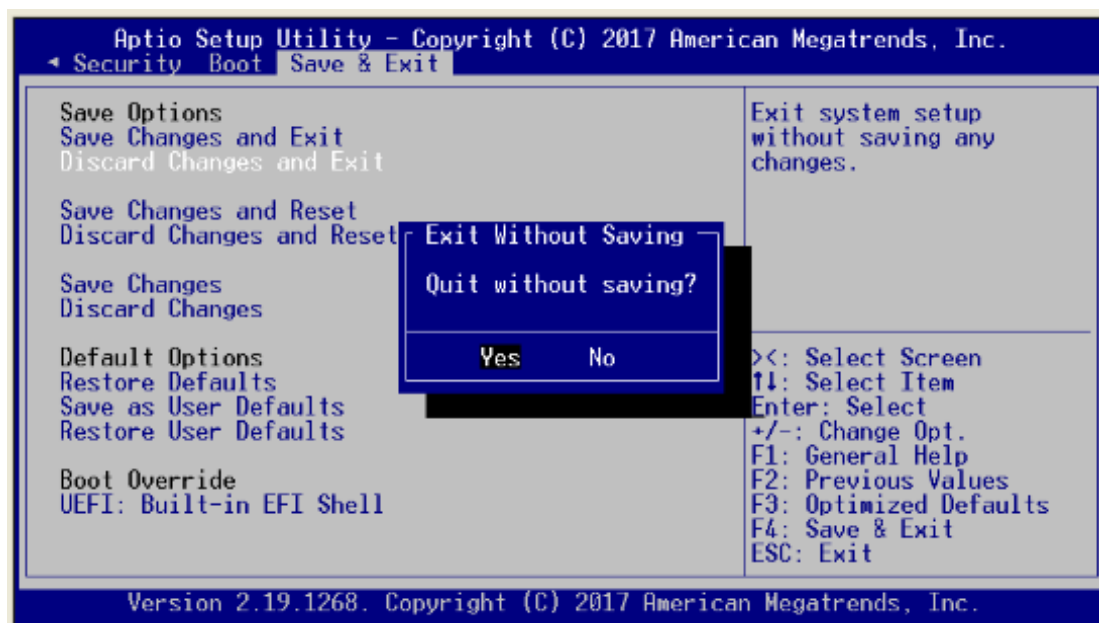 Aptio Setup Utility – Copyright (C) 2017 American Megatrends, Inc.
◄ Security Boot Save & Exit
Save Options
Save Changes and Exit
Discard Changes and Exit
Save Changes and Reset
Discard Changes and Reset
Save Changes
Discard Changes
Default Options
Restore Defaults
Save as User Defaults
Restore User Defaults
Boot Override
UEFI: Built-in EFI Shell
Exit Without Saving
Quit without saving?
Yes No
Exit system setup
without saving any
changes.
><: Select Screen
↑↓: Select Item
Enter: Select
+/-: Change Opt.
F1: General Help
F2: Previous Values
F3: Optimized Defaults
F4: Save & Exit
ESC: Exit
Version 2.19.1268. Copyright (C) 2017 American Megatrends, Inc.